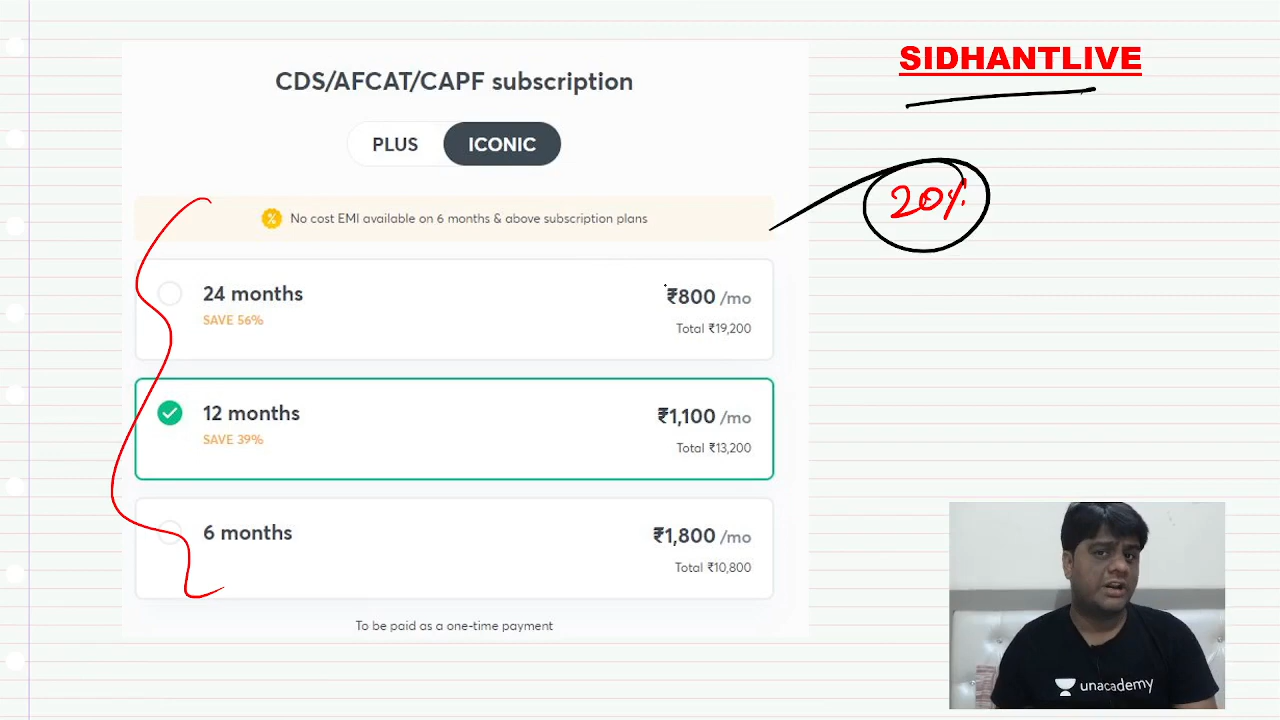 SIDHANTLIVE
CDS/AFCAT/CAPF subscription
PLUS
ICONIC
20%
No cost EMI available on 6 months & above subscription plans
24 months
₹800 /mo
SAVE 56%
Total ₹19,200
12 months
₹1,100 /mo
SAVE 39%
Total ₹13,200
6 months
₹1,800 /mo
Total ₹10,800
To be paid as a one-time payment
unacademy